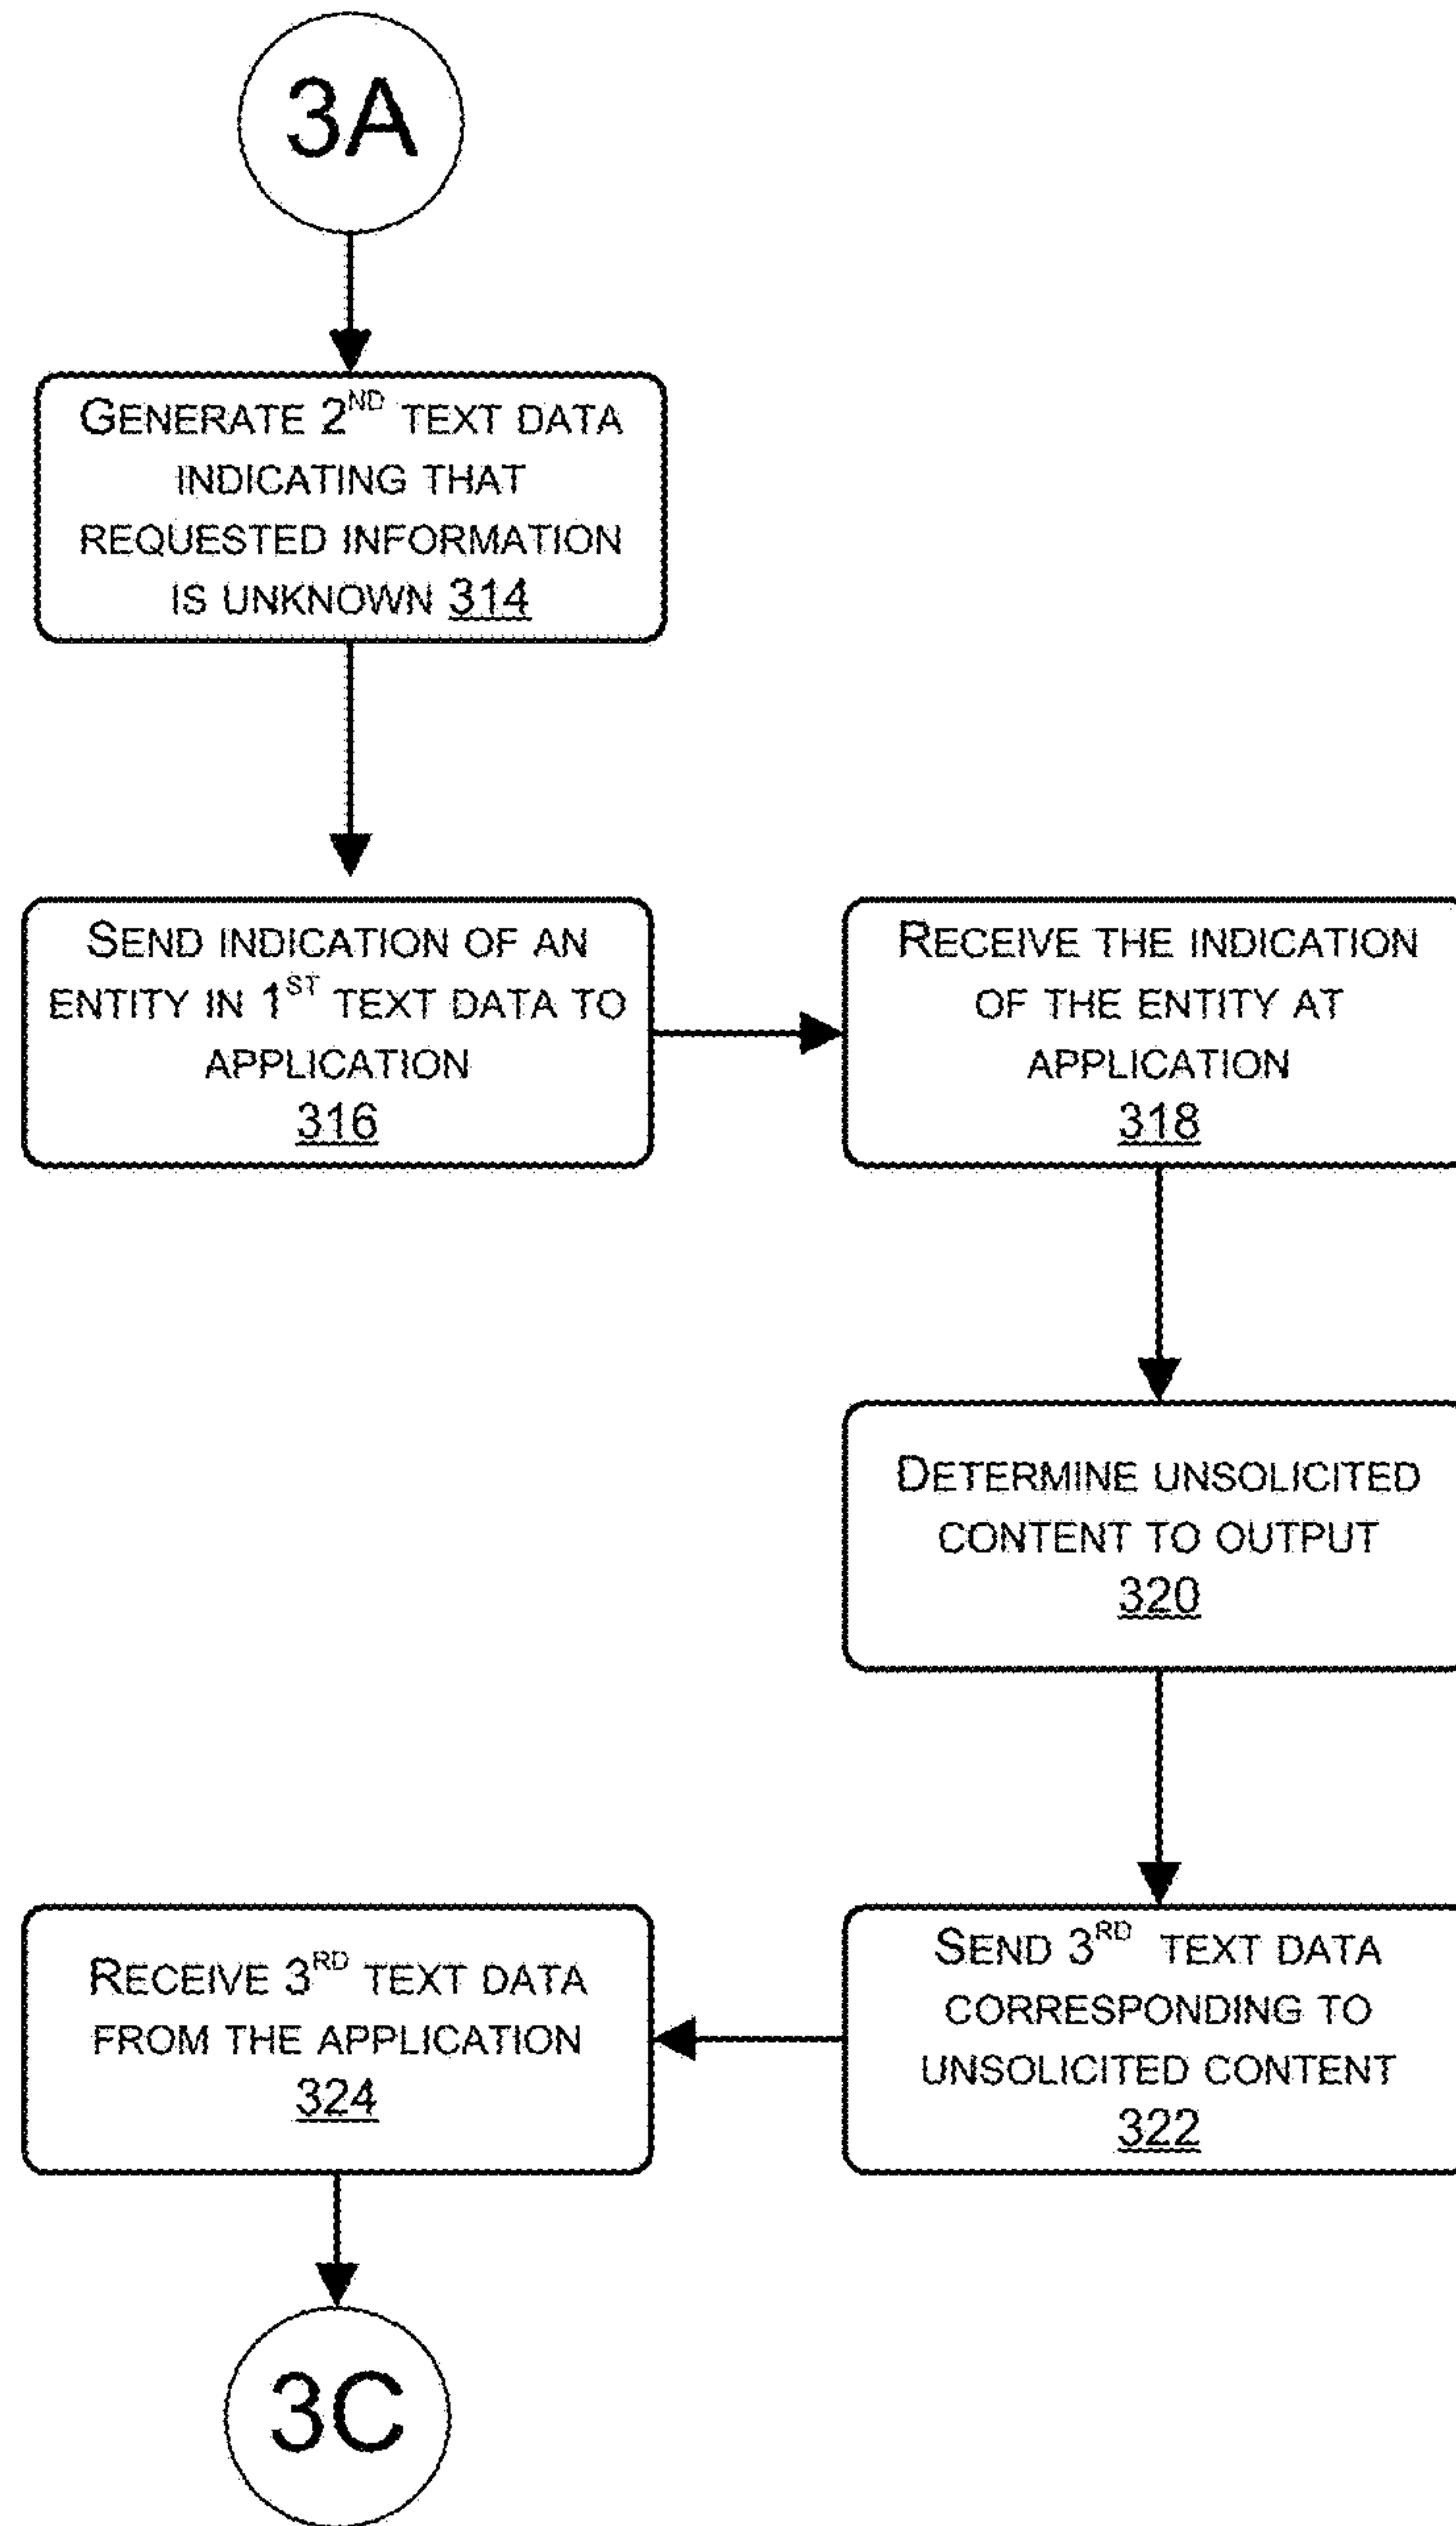 3A
GENERATE 2ND TEXT DATA
INDICATING THAT
REQUESTED INFORMATION
IS UNKNOWN 314
SEND INDICATION OF AN
ENTITY IN 1ST TEXT DATA TO
APPLICATION
316
RECEIVE THE INDICATION
OF THE ENTITY AT
APPLICATION
318
DETERMINE UNSOLICITED
CONTENT TO OUTPUT
320
SEND 3RD TEXT DATA
CORRESPONDING TO
UNSOLICITED CONTENT
322
RECEIVE 3RD TEXT DATA
FROM THE APPLICATION
324
3C